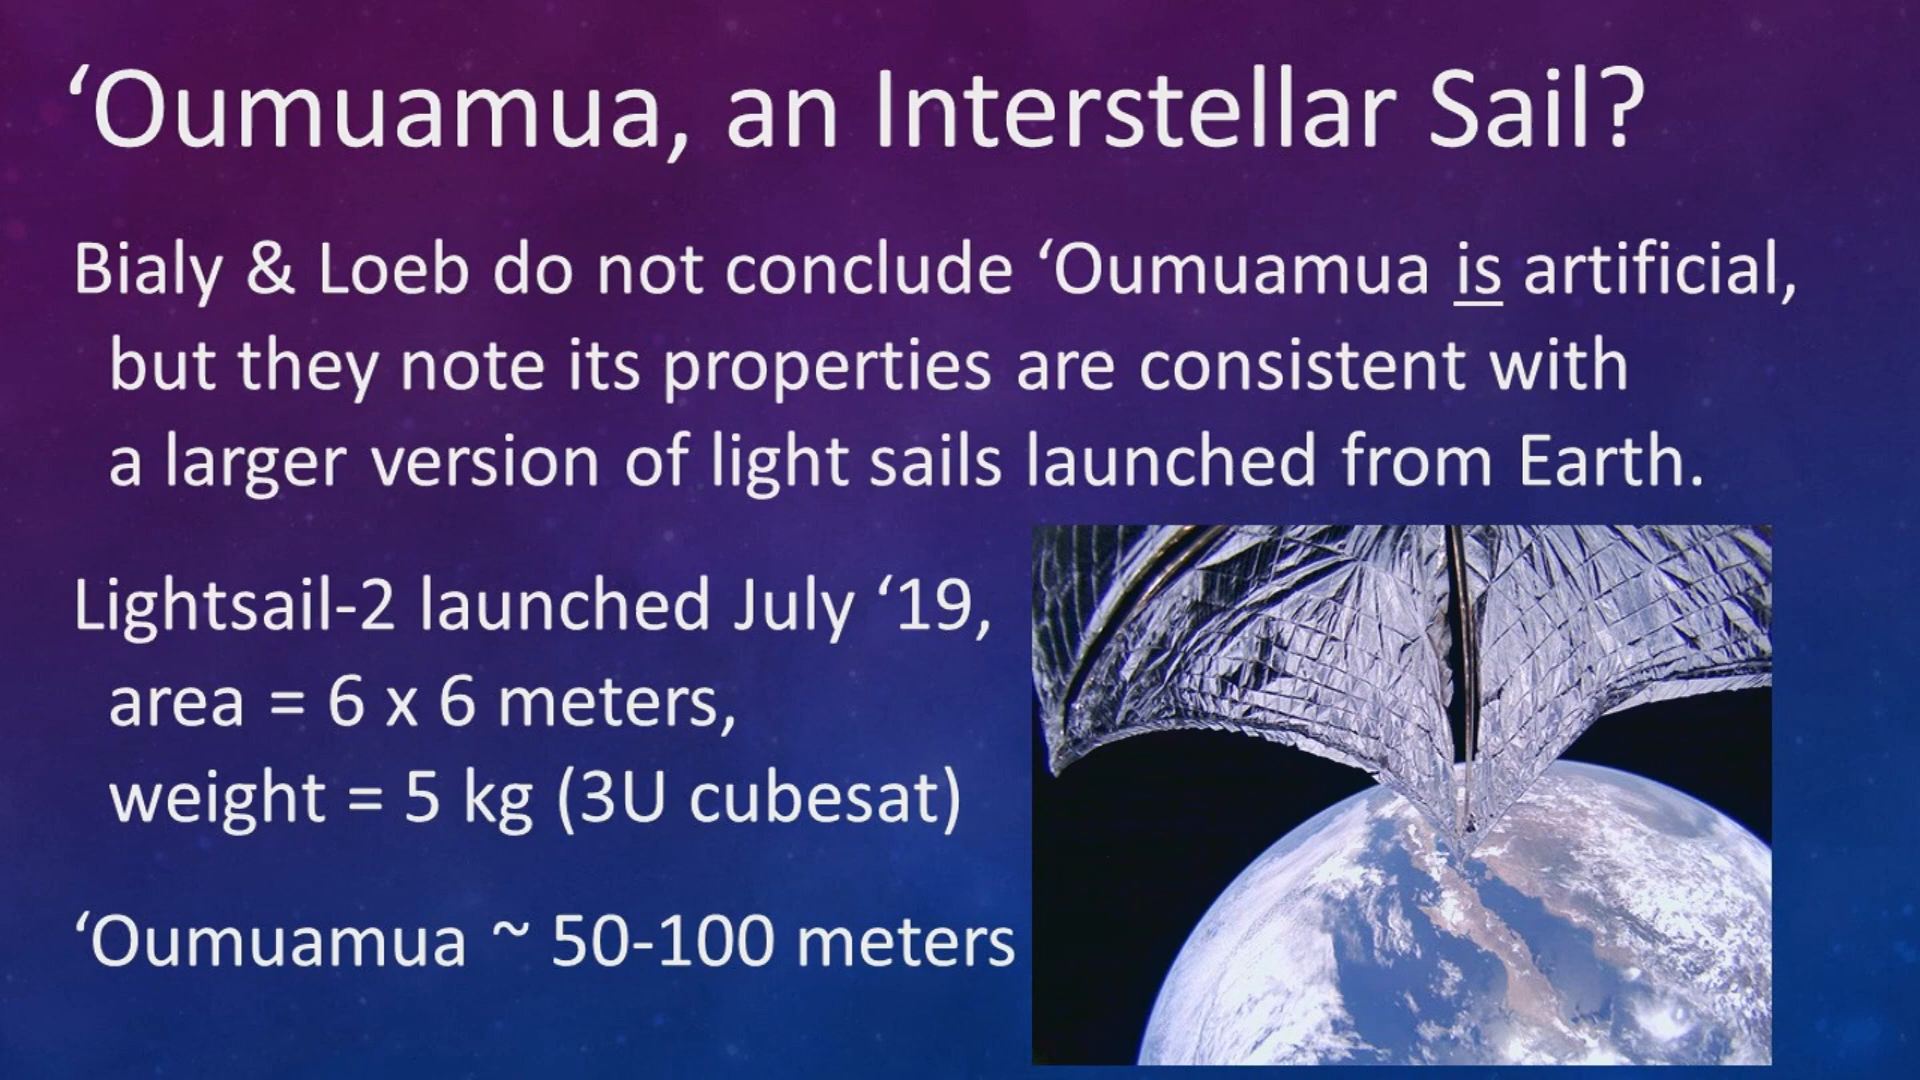 ‘Oumuamua, an Interstellar Sail?
Bialy & Loeb do not conclude ‘Oumuamua is artificial,
but they note its properties are consistent with
a larger version of light sails launched from Earth.
Lightsail-2 launched July ‘19,
area = 6 x 6 meters,
weight = 5 kg (3U cubesat)
‘Oumuamua ~ 50-100 meters